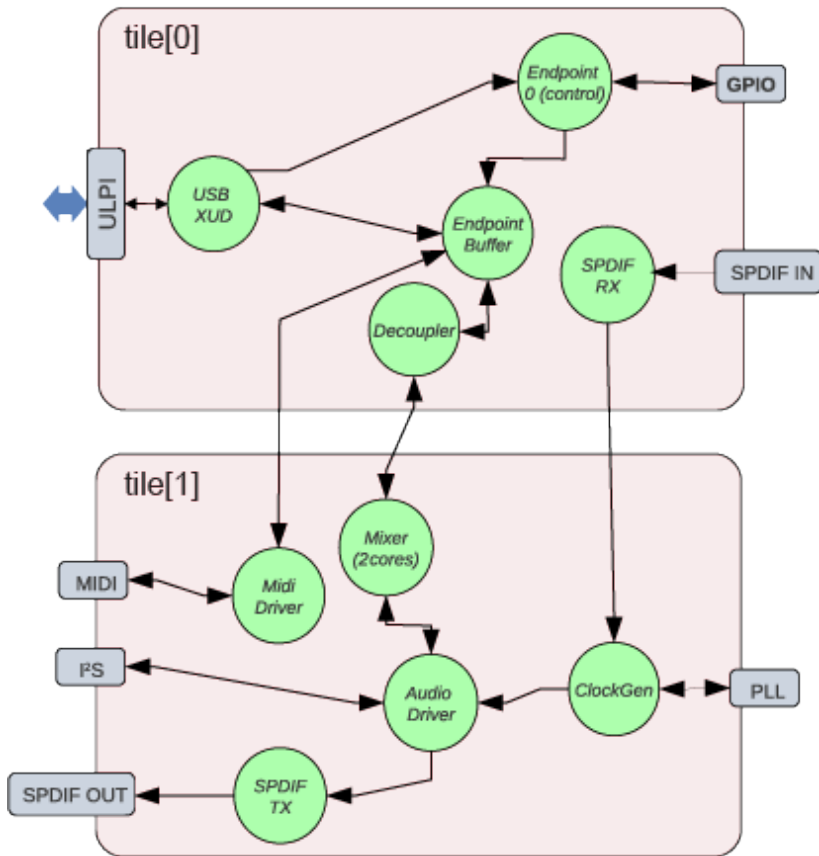 tile[0]
Endpoint
0 (control)
GPIO
ULPI
USB
XUD
Endpoint
Buffer
SPDIF
RX
SPDIF IN
Decoupler
tile[1]
Mixer
(2cores)
MIDI
Midi
Driver
I²S
Audio
Driver
ClockGen
PLL
SPDIF OUT
SPDIF
TX